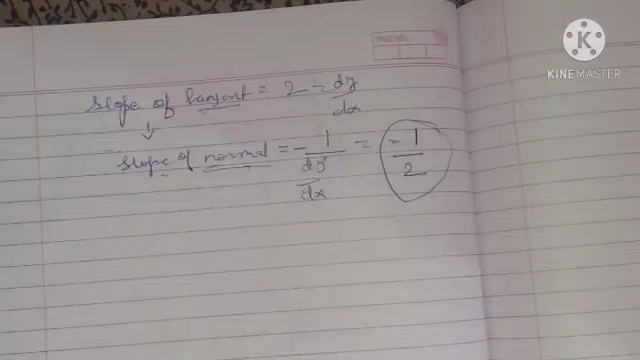 KINEMASTER
slope of tangent = 2 = dy/dx
↓
slope of normal = - 1/(dy/dx) = -1/2